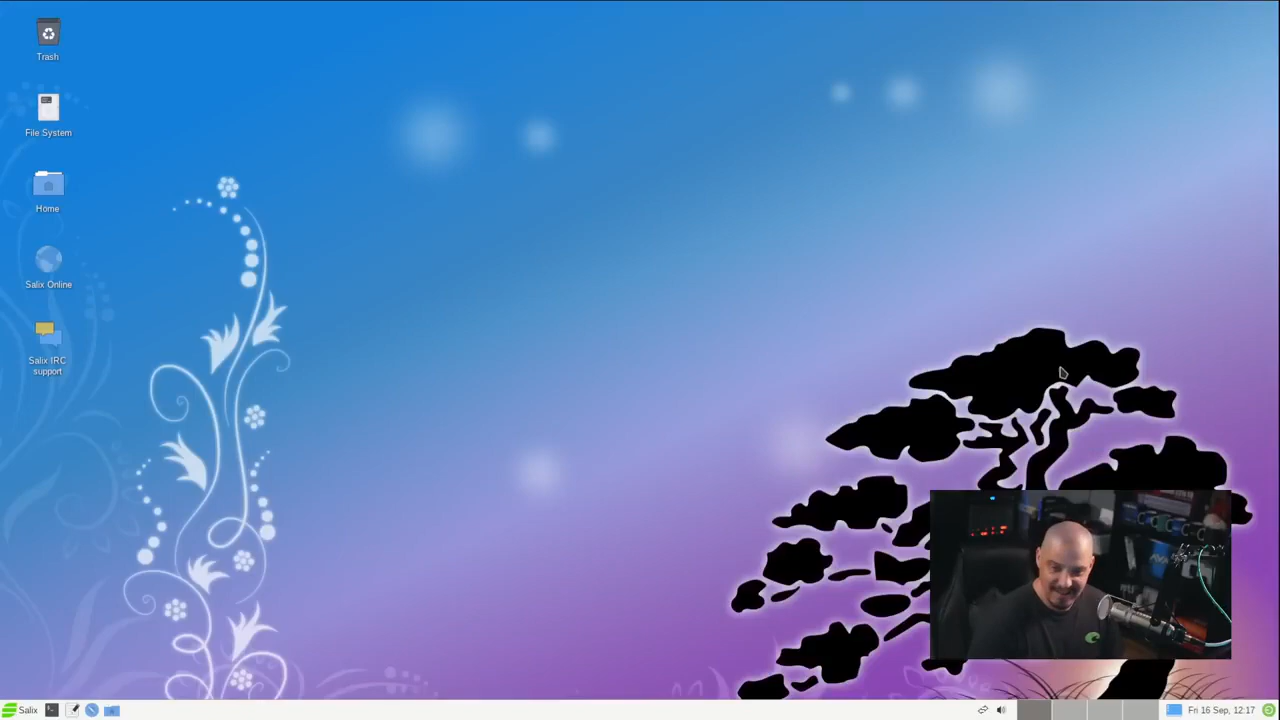 Trash
File System
Home
Salix Online
Salix IRC
support
Salix
Fri 16 Sep, 12:17